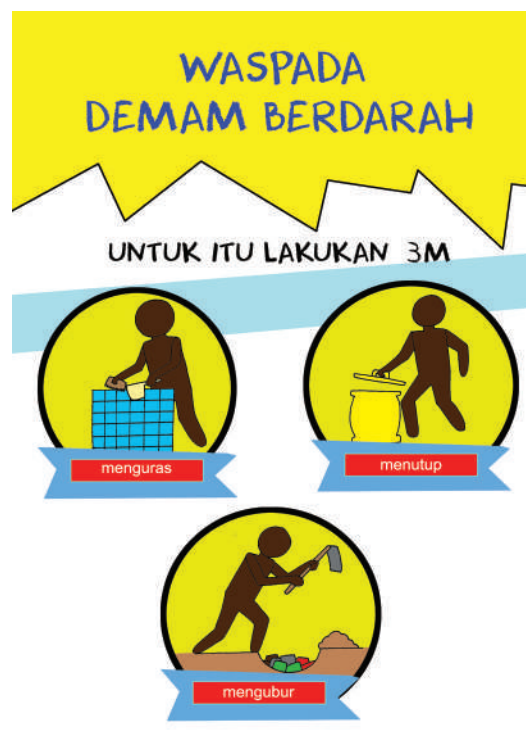 WASPADA
DEMAM BERDARAH
UNTUK ITU LAKUKAN 3M
menguras
menutup
mengubur